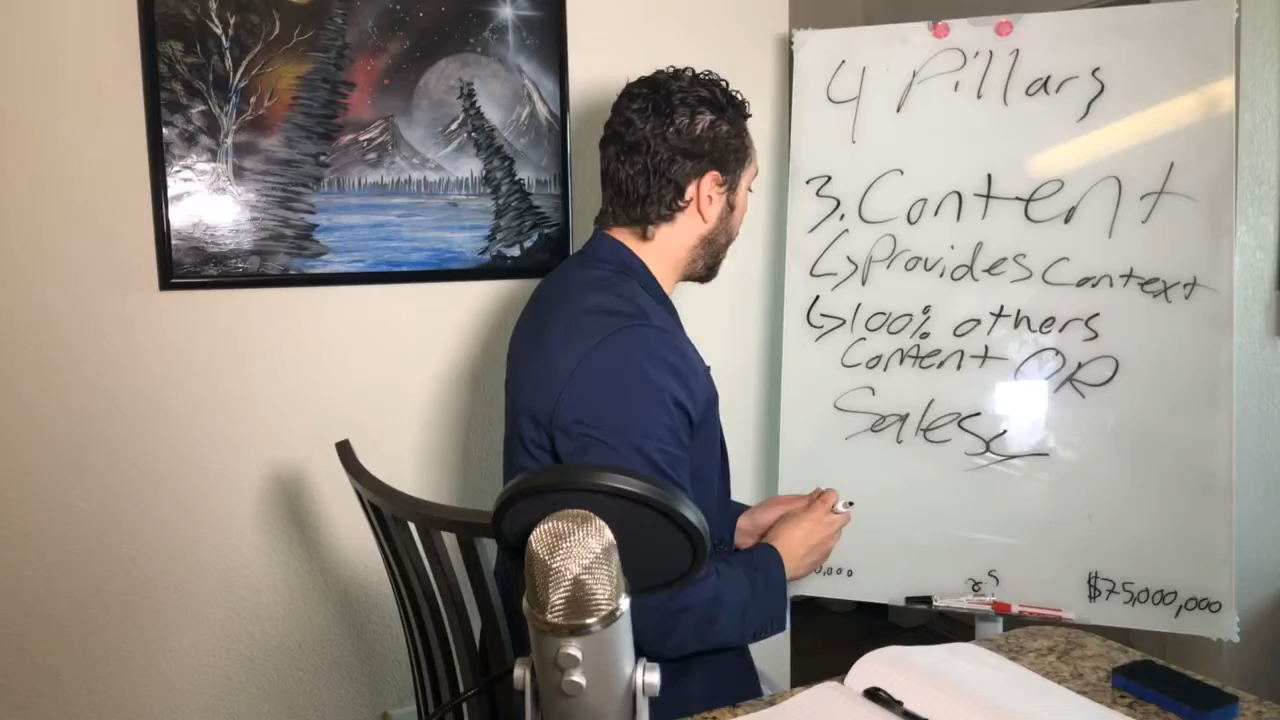 4 Pillars
3. Content
↳ Provides Context
↳ 100% others
Content OR
Sales
$75,000,000